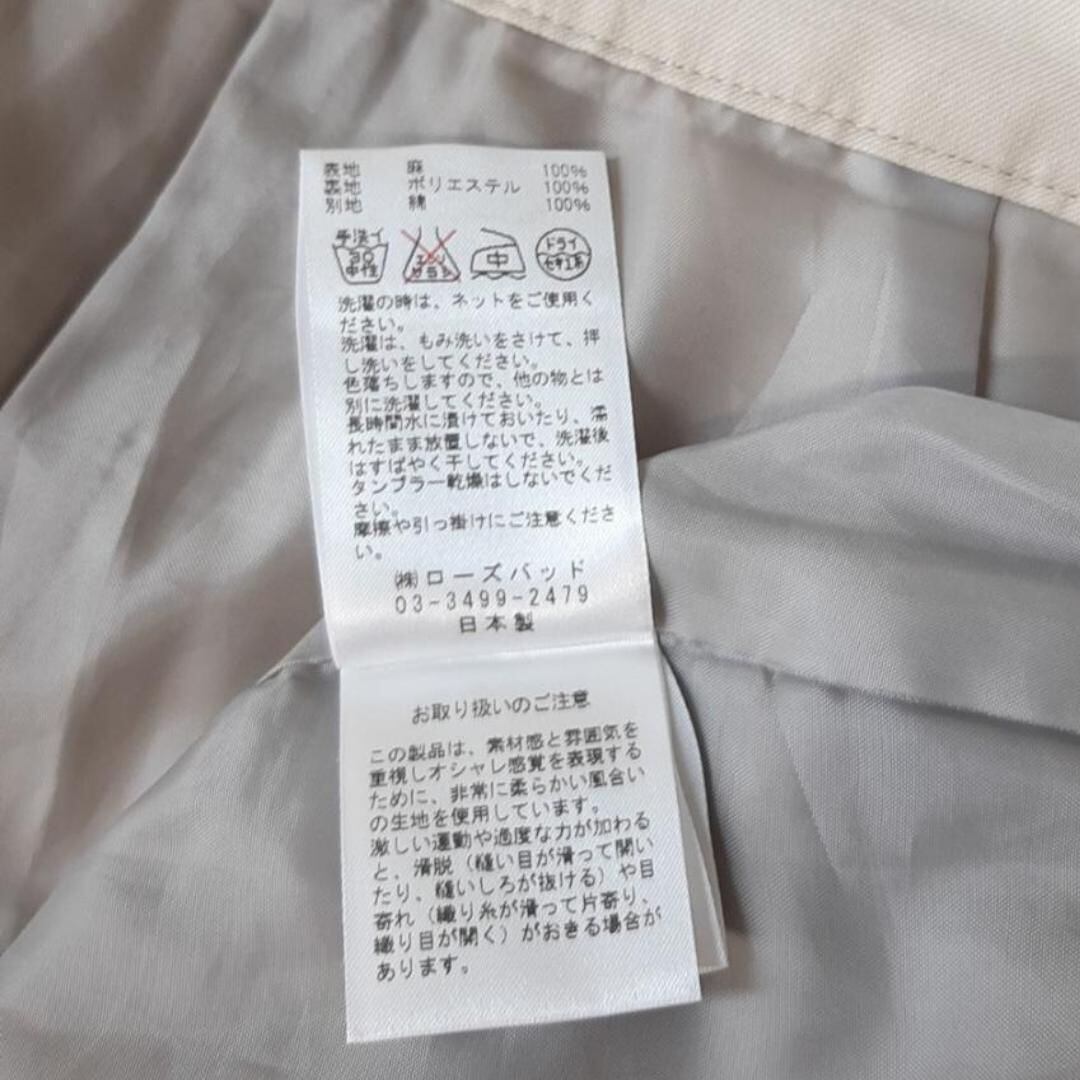 表地 麻 100%
裏地 ポリエステル 100%
別地 綿 100%
手洗イ
30
中性
エンソ
サラシ
中
ドライ
セキユ系
洗濯の時は、ネットをご使用く
ださい。
洗濯は、もみ洗いをさけて、押
し洗いをしてください。
色落ちしますので、他の物とは
別に洗濯してください。
長時間水に漬けておいたり、濡
れたまま放置しないで、洗濯後
はすばやく干してください。
タンブラー乾燥はしないでくだ
さい。
摩擦や引っ掛けにご注意くださ
い。
㈱ローズバッド
03-3499-2479
日本製
お取り扱いのご注意
この製品は、素材感と雰囲気を
重視しオシャレ感覚を表現する
ために、非常に柔らかい風合い
の生地を使用しています。
激しい運動や過度な力が加わる
と、滑脱（縫い目が滑って開い
たり、縫いしろが抜ける）や目
寄れ（織り糸が滑って片寄り、
織り目が開く）がおきる場合が
あります。